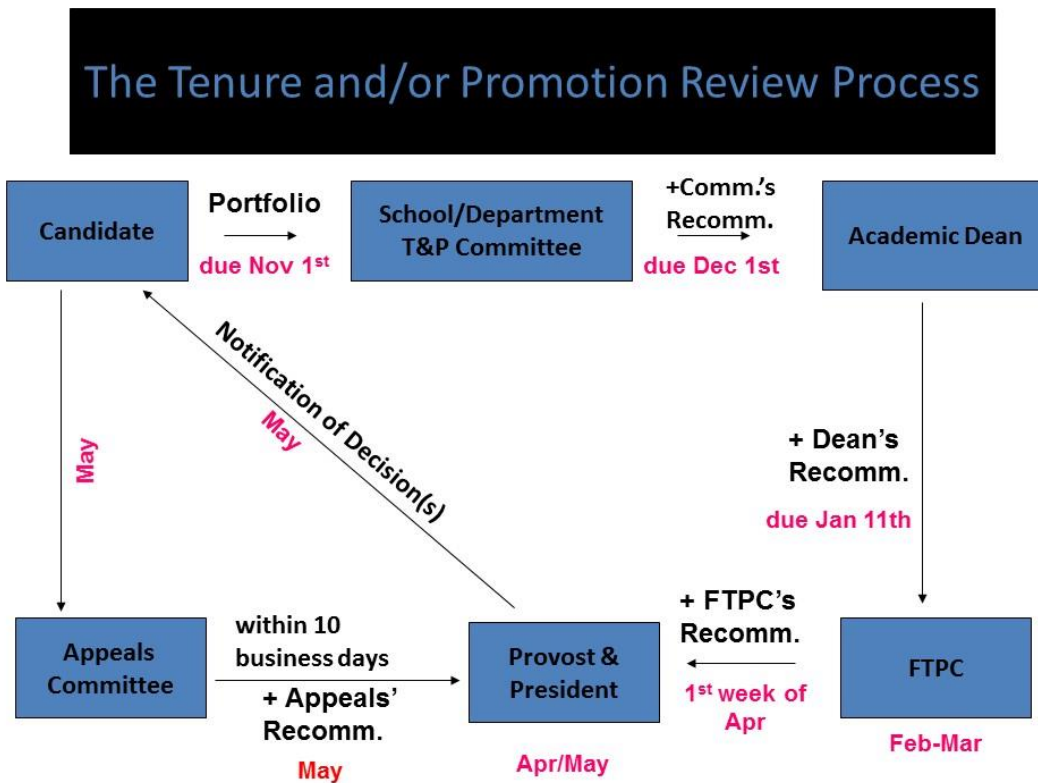 The Tenure and/or Promotion Review Process
Candidate
Portfolio
due Nov 1st
School/Department
T&P Committee
+Comm.'s
Recomm.
due Dec 1st
Academic Dean
Notification of Decision(s)
May
May
+ Dean's
Recomm.
due Jan 11th
Appeals
Committee
within 10
business days
+ Appeals'
Recomm.
May
Provost &
President
Apr/May
+ FTPC's
Recomm.
1st week of
Apr
FTPC
Feb-Mar